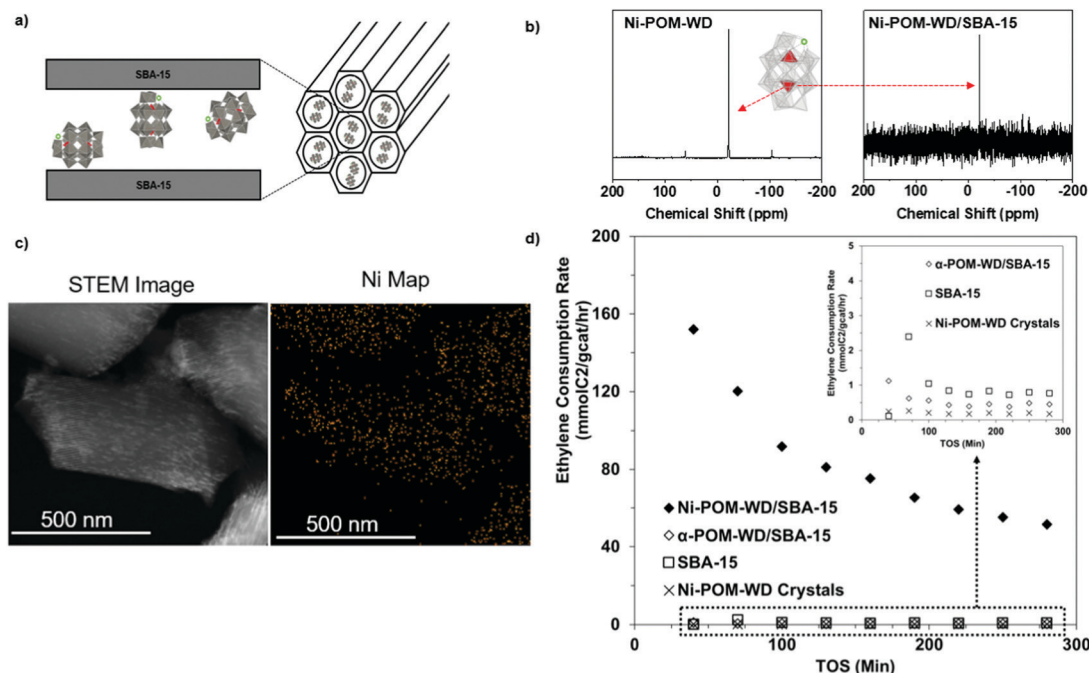 a)
SBA-15
SBA-15
b)
Ni-POM-WD
Ni-POM-WD/SBA-15
200 100 0 -100 -200
200 100 0 -100 -200
Chemical Shift (ppm)
Chemical Shift (ppm)
c)
STEM Image
Ni Map
500 nm
500 nm
d)
Ethylene Consumption Rate
(mmolC2/gcat/hr)
200
160
120
80
40
0
0 100 200 300
TOS (Min)
Ni-POM-WD/SBA-15
α-POM-WD/SBA-15
SBA-15
Ni-POM-WD Crystals
Ethylene Consumption Rate
(mmolC2/gcat/hr)
5
4
3
2
1
0
0 100 200 300
TOS (Min)
α-POM-WD/SBA-15
SBA-15
Ni-POM-WD Crystals